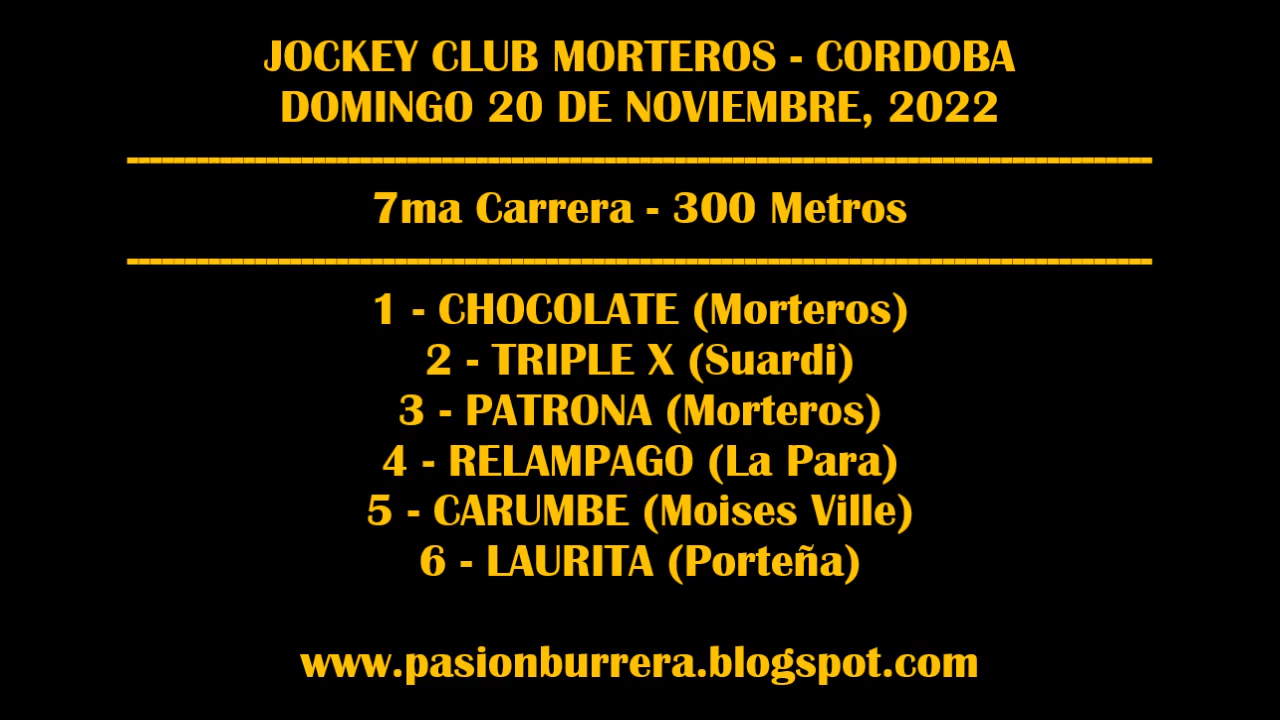 JOCKEY CLUB MORTEROS - CORDOBA
DOMINGO 20 DE NOVIEMBRE, 2022
7ma Carrera - 300 Metros
1 - CHOCOLATE (Morteros)
2 - TRIPLE X (Suardi)
3 - PATRONA (Morteros)
4 - RELAMPAGO (La Para)
5 - CARUMBE (Moises Ville)
6 - LAURITA (Porteña)
www.pasionburrera.blogspot.com